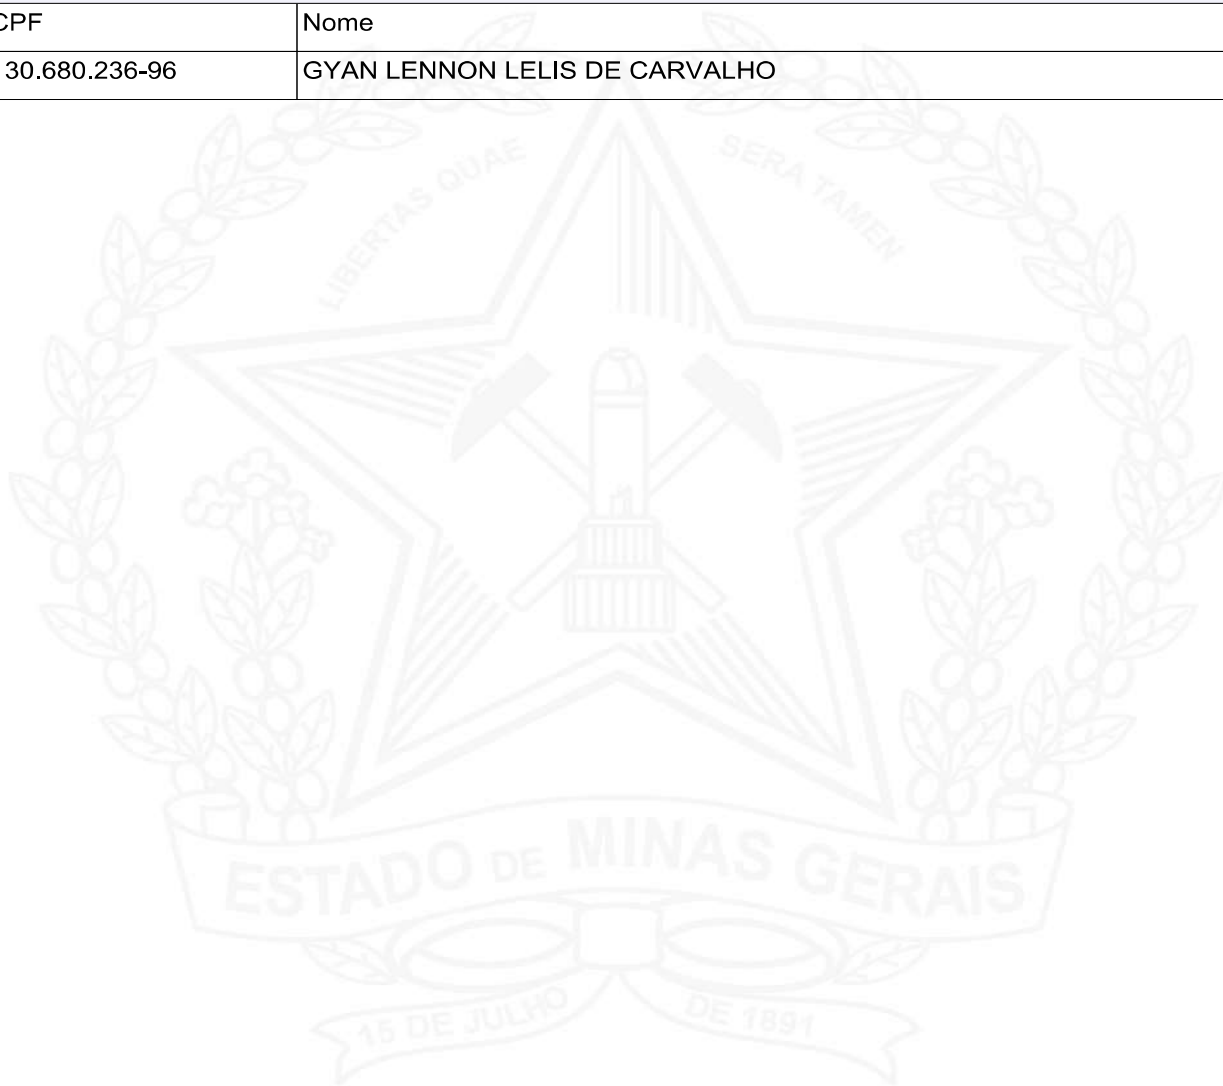 CPF Nome
30.680.236-96 GYAN LENNON LELIS DE CARVALHO
LIBERTAS QUAE SERA TAMEN
ESTADO DE MINAS GERAIS
15 DE JULHO DE 1891